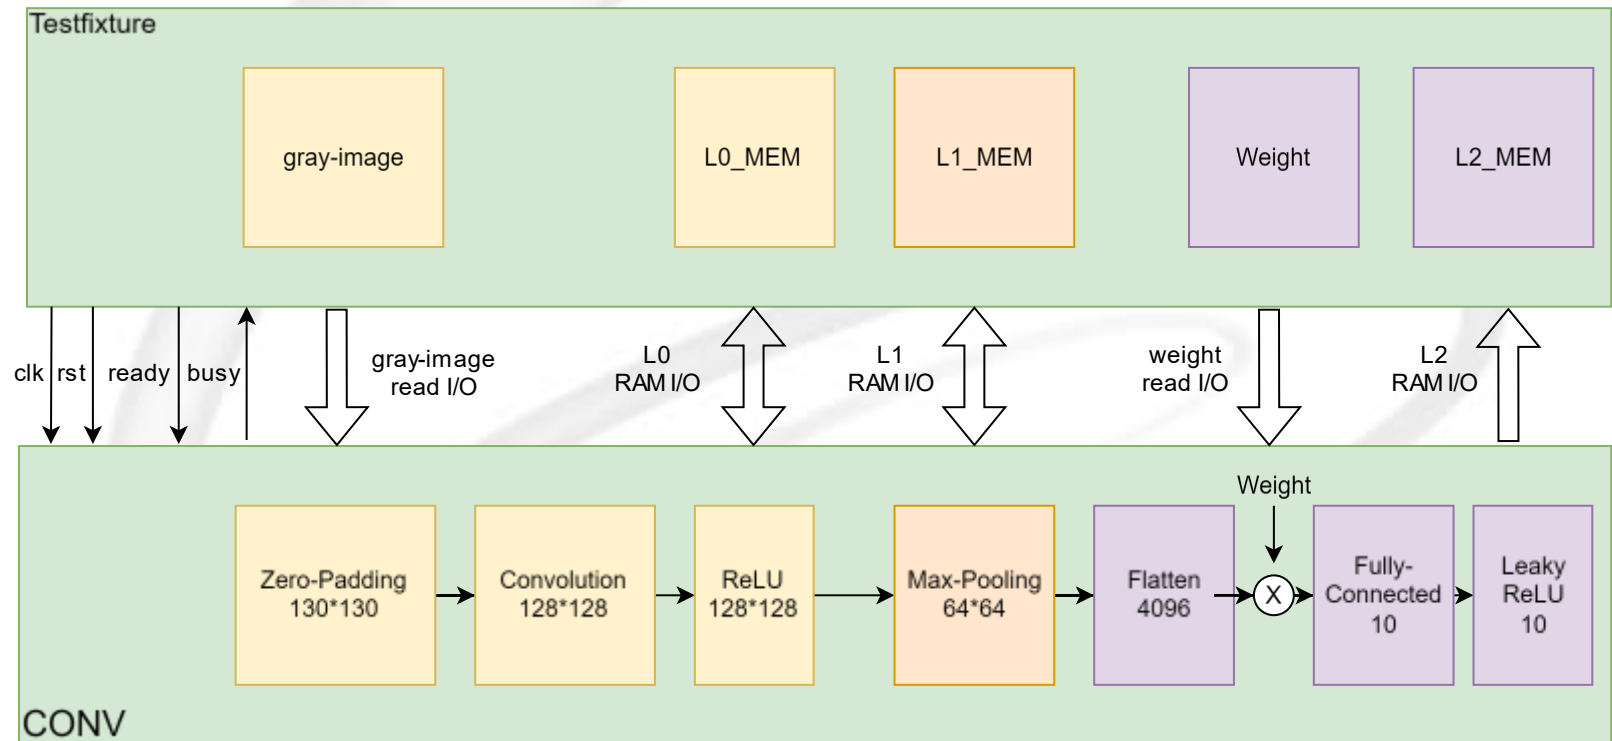 Testfixture
gray-image
L0_MEM
L1_MEM
Weight
L2_MEM
clk
rst
ready
busy
gray-image
read I/O
L0
RAM I/O
L1
RAM I/O
weight
read I/O
L2
RAM I/O
Weight
Zero-Padding
130*130
Convolution
128*128
ReLU
128*128
Max-Pooling
64*64
Flatten
4096
X
Fully-
Connected
10
Leaky
ReLU
10
CONV